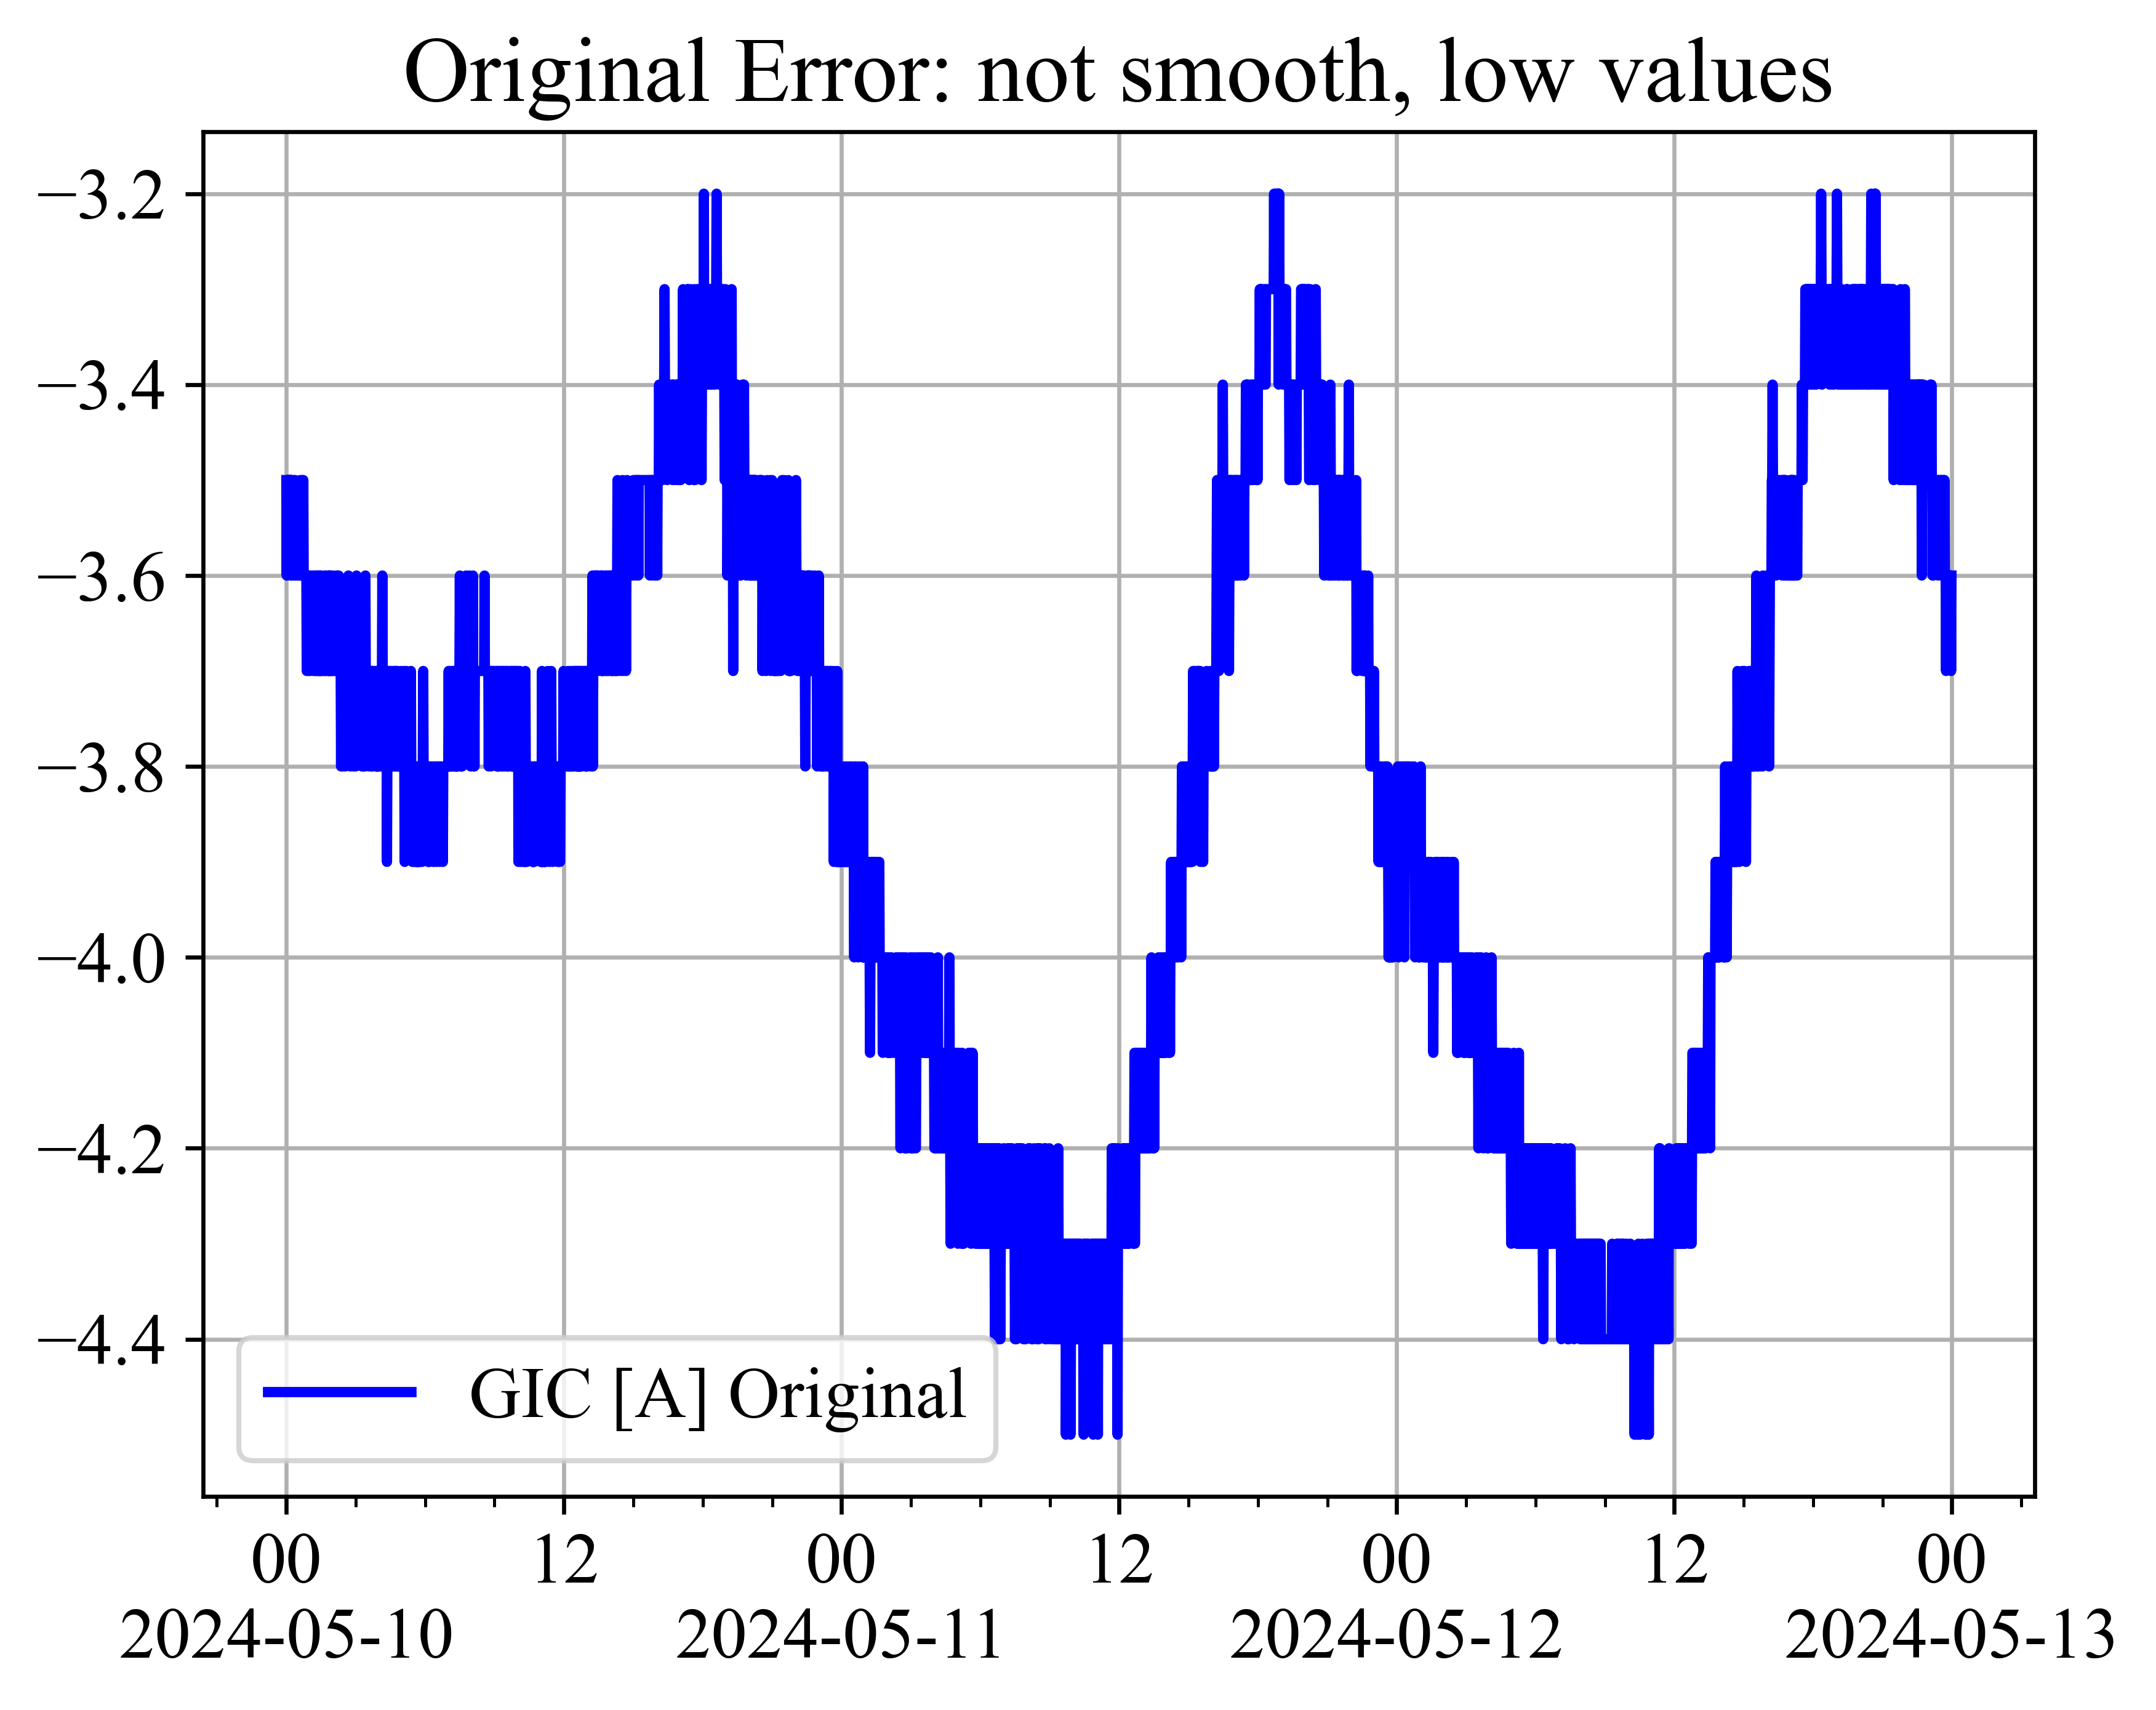 Original Error: not smooth, low values
−3.2
−3.4
−3.6
−3.8
−4.0
−4.2
−4.4
GIC [A] Original
00 12 00 12 00 12 00
2024-05-10 2024-05-11 2024-05-12 2024-05-13